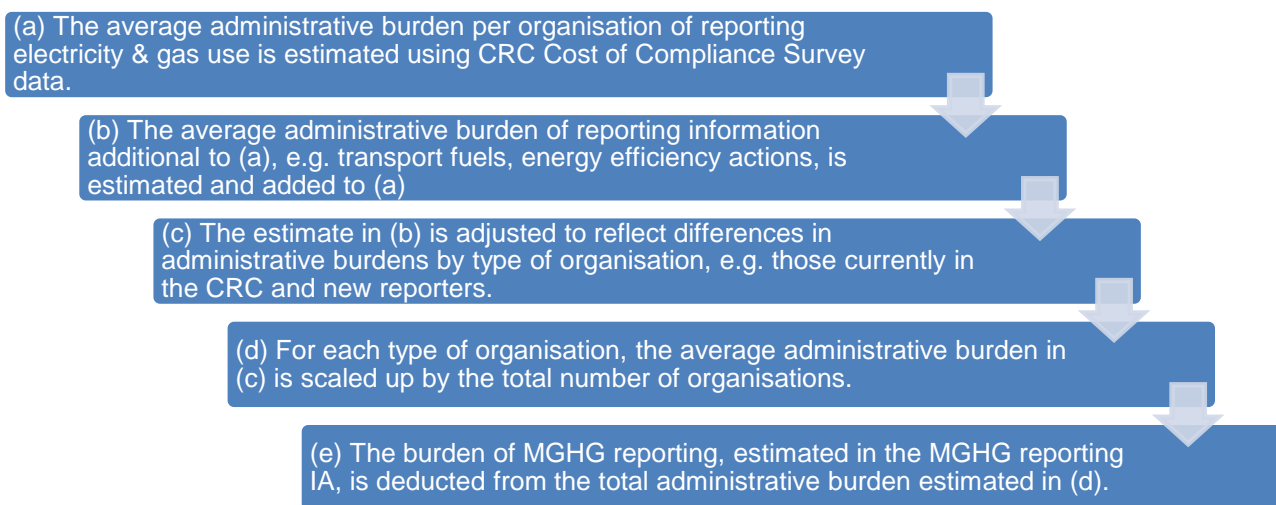 (a) The average administrative burden per organisation of reporting
electricity & gas use is estimated using CRC Cost of Compliance Survey
data.
(b) The average administrative burden of reporting information
additional to (a), e.g. transport fuels, energy efficiency actions, is
estimated and added to (a)
(c) The estimate in (b) is adjusted to reflect differences in
administrative burdens by type of organisation, e.g. those currently in
the CRC and new reporters.
(d) For each type of organisation, the average administrative burden in
(c) is scaled up by the total number of organisations.
(e) The burden of MGHG reporting, estimated in the MGHG reporting
IA, is deducted from the total administrative burden estimated in (d).